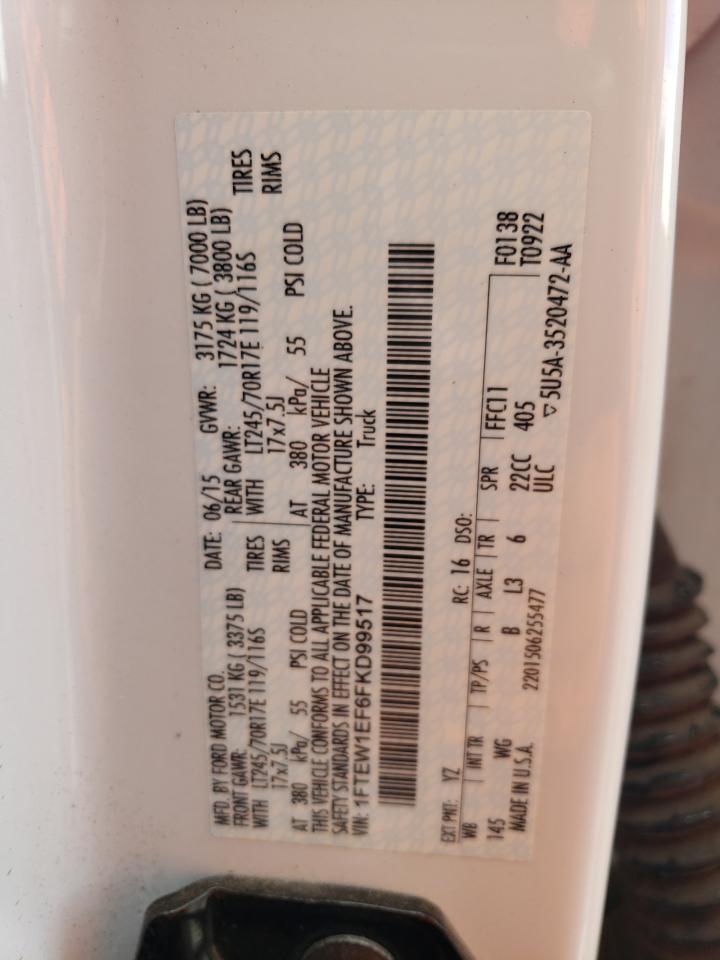 MFD. BY FORD MOTOR CO.
DATE: 06/15 GVWR: 3175 KG ( 7000 LB)
FRONT GAWR: 1531 KG ( 3375 LB)
REAR GAWR: 1724 KG ( 3800 LB)
WITH LT245/70R17E 119/116S TIRES
WITH LT245/70R17E 119/116S TIRES
17x7.5J RIMS
17x7.5J RIMS
AT 380 kPa/ 55 PSI COLD
AT 380 kPa/ 55 PSI COLD
THIS VEHICLE CONFORMS TO ALL APPLICABLE FEDERAL MOTOR VEHICLE
SAFETY STANDARDS IN EFFECT ON THE DATE OF MANUFACTURE SHOWN ABOVE.
VIN: 1FTEW1EF6FKD99517 TYPE: Truck
EXT PNT: YZ RC: 16 DSO:
WB INT TR TP/PS R AXLE TR SPR FFC11 F0138
145 WG B L3 6 22CC 405 T0922
MADE IN U.S.A. 2201506255477 ULC
5U5A-3520472-AA